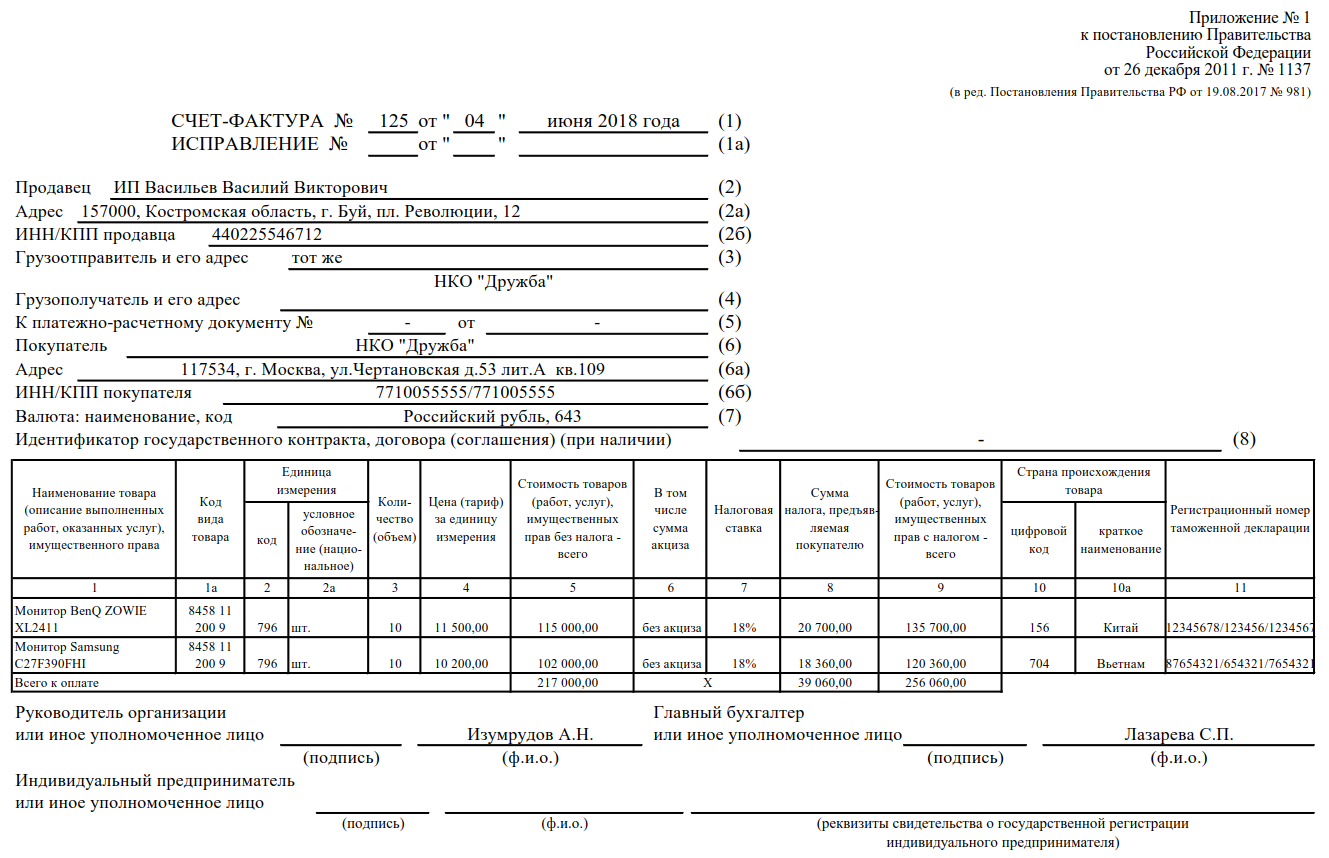 Приложение № 1
к постановлению Правительства
Российской Федерации
от 26 декабря 2011 г. № 1137
(в ред. Постановления Правительства РФ от 19.08.2017 № 981)
СЧЕТ-ФАКТУРА № 125 от " 04 " июня 2018 года (1)
ИСПРАВЛЕНИЕ № от " " (1а)
Продавец ИП Васильев Василий Викторович (2)
Адрес 157000, Костромская область, г. Буй, пл. Революции, 12 (2а)
ИНН/КПП продавца 440225546712 (2б)
Грузоотправитель и его адрес тот же (3)
НКО "Дружба"
Грузополучатель и его адрес (4)
К платежно-расчетному документу № - от - (5)
Покупатель НКО "Дружба" (6)
Адрес 117534, г. Москва, ул.Чертановская д.53 лит.А кв.109 (6а)
ИНН/КПП покупателя 7710055555/771005555 (6б)
Валюта: наименование, код Российский рубль, 643 (7)
Идентификатор государственного контракта, договора (соглашения) (при наличии) - (8)
Наименование товара
(описание выполненных
работ, оказанных услуг),
имущественного права
Код
вида
товара
Единица
измерения
код
условное
обозначе-
ние (нацио-
нальное)
Коли-
чество
(объем)
Цена (тариф)
за единицу
измерения
Стоимость товаров
(работ, услуг),
имущественных
прав без налога -
всего
В том
числе
сумма
акциза
Налоговая
ставка
Сумма
налога, предъяв-
ляемая
покупателю
Стоимость товаров
(работ, услуг),
имущественных
прав с налогом -
всего
Страна происхождения
товара
цифровой
код
краткое
наименование
Регистрационный номер
таможенной декларации
1 1а 2 2а 3 4 5 6 7 8 9 10 10а 11
Монитор BenQ ZOWIE 8458 11
XL2411 200 9 796 шт. 10 11 500,00 115 000,00 без акциза 18% 20 700,00 135 700,00 156 Китай 12345678/123456/1234567
Монитор Samsung 8458 11
C27F390FHI 200 9 796 шт. 10 10 200,00 102 000,00 без акциза 18% 18 360,00 120 360,00 704 Вьетнам 87654321/654321/7654321
Всего к оплате 217 000,00 Х 39 060,00 256 060,00
Руководитель организации Главный бухгалтер
или иное уполномоченное лицо Изумрудов А.Н. или иное уполномоченное лицо Лазарева С.П.
(подпись) (ф.и.о.) (подпись) (ф.и.о.)
Индивидуальный предприниматель
или иное уполномоченное лицо
(подпись) (ф.и.о.) (реквизиты свидетельства о государственной регистрации
индивидуального предпринимателя)